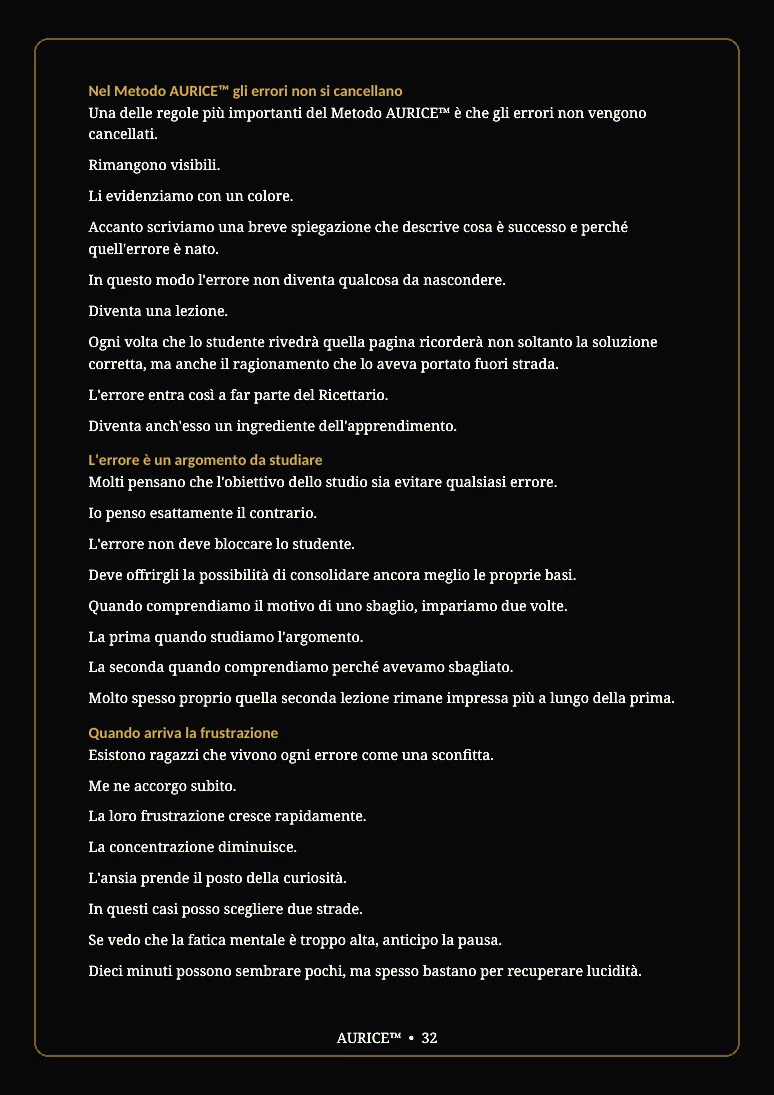 Nel Metodo AURICE™ gli errori non si cancellano
Una delle regole più importanti del Metodo AURICE™ è che gli errori non vengono
cancellati.
Rimangono visibili.
Li evidenziamo con un colore.
Accanto scriviamo una breve spiegazione che descrive cosa è successo e perché
quell'errore è nato.
In questo modo l'errore non diventa qualcosa da nascondere.
Diventa una lezione.
Ogni volta che lo studente rivedrà quella pagina ricorderà non soltanto la soluzione
corretta, ma anche il ragionamento che lo aveva portato fuori strada.
L'errore entra così a far parte del Ricettario.
Diventa anch'esso un ingrediente dell'apprendimento.
L'errore è un argomento da studiare
Molti pensano che l'obiettivo dello studio sia evitare qualsiasi errore.
Io penso esattamente il contrario.
L'errore non deve bloccare lo studente.
Deve offrirgli la possibilità di consolidare ancora meglio le proprie basi.
Quando comprendiamo il motivo di uno sbaglio, impariamo due volte.
La prima quando studiamo l'argomento.
La seconda quando comprendiamo perché avevamo sbagliato.
Molto spesso proprio quella seconda lezione rimane impressa più a lungo della prima.
Quando arriva la frustrazione
Esistono ragazzi che vivono ogni errore come una sconfitta.
Me ne accorgo subito.
La loro frustrazione cresce rapidamente.
La concentrazione diminuisce.
L'ansia prende il posto della curiosità.
In questi casi posso scegliere due strade.
Se vedo che la fatica mentale è troppo alta, anticipo la pausa.
Dieci minuti possono sembrare pochi, ma spesso bastano per recuperare lucidità.
AURICE™ • 32